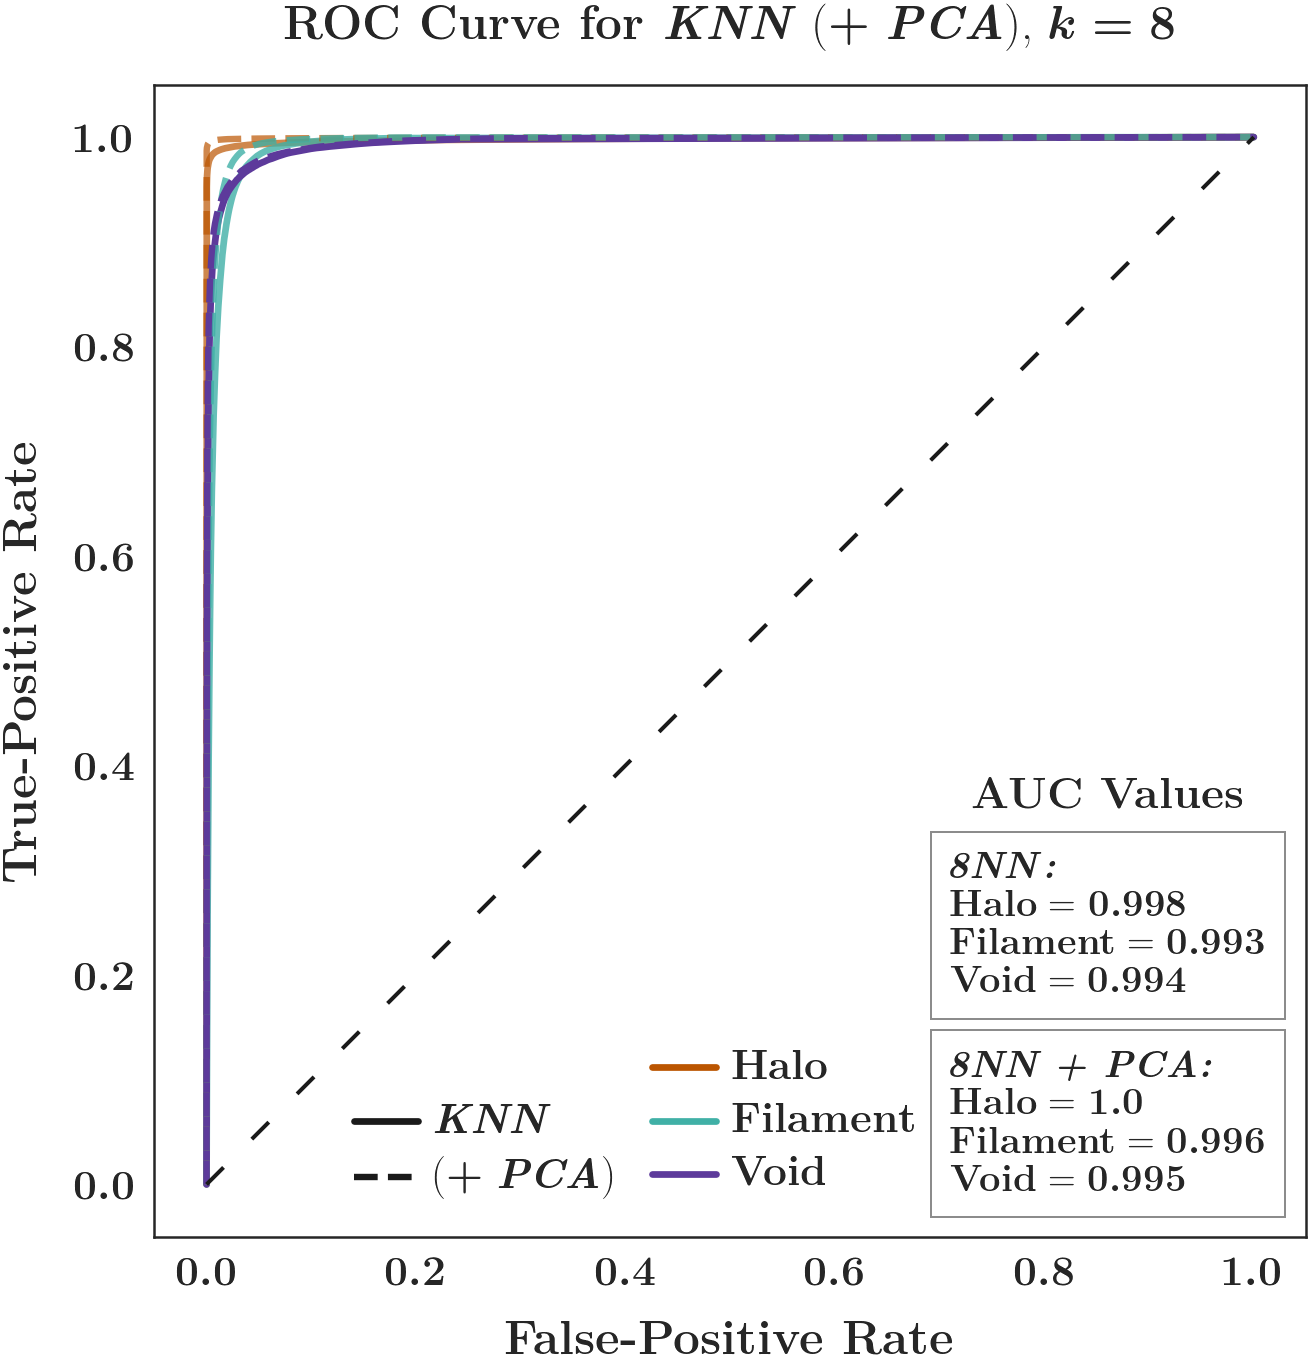 ROC Curve for KNN (+ PCA), k = 8
True-Positive Rate
1.0
0.8
0.6
0.4
0.2
0.0
AUC Values
8NN:
Halo = 0.998
Filament = 0.993
Void = 0.994
8NN + PCA:
Halo = 1.0
Filament = 0.996
Void = 0.995
KNN
(+ PCA)
Halo
Filament
Void
0.0 0.2 0.4 0.6 0.8 1.0
False-Positive Rate